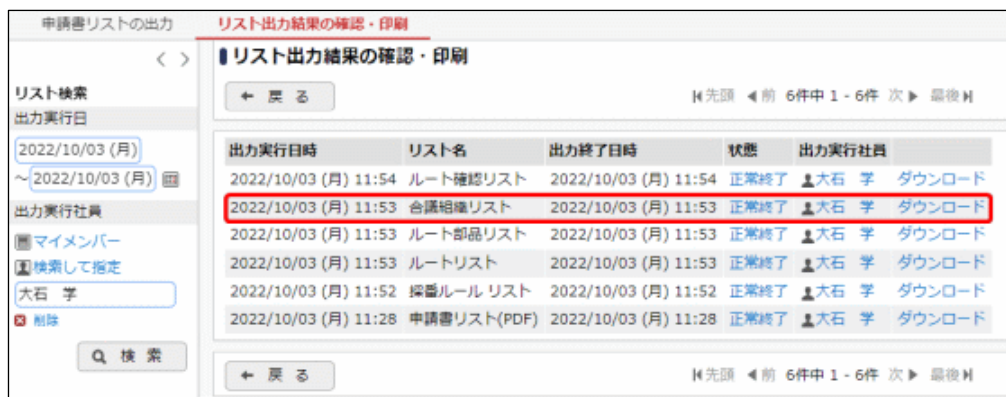 申請書リストの出力 リスト出力結果の確認・印刷
リスト検索
出力実行日
2022/10/03 (月)
～2022/10/03 (月)
出力実行社員
マイメンバー
検索して指定
大石 学
削除
検 索
リスト出力結果の確認・印刷
戻 る 先頭 前 6件中 1 - 6件 次 最後
出力実行日時 リスト名 出力終了日時 状態 出力実行社員
2022/10/03 (月) 11:54 ルート確認リスト 2022/10/03 (月) 11:54 正常終了 大石 学 ダウンロード
2022/10/03 (月) 11:53 合議組織リスト 2022/10/03 (月) 11:53 正常終了 大石 学 ダウンロード
2022/10/03 (月) 11:53 ルート部品リスト 2022/10/03 (月) 11:53 正常終了 大石 学 ダウンロード
2022/10/03 (月) 11:53 ルートリスト 2022/10/03 (月) 11:53 正常終了 大石 学 ダウンロード
2022/10/03 (月) 11:52 採番ルール リスト 2022/10/03 (月) 11:52 正常終了 大石 学 ダウンロード
2022/10/03 (月) 11:28 申請書リスト(PDF) 2022/10/03 (月) 11:28 正常終了 大石 学 ダウンロード
戻 る 先頭 前 6件中 1 - 6件 次 最後